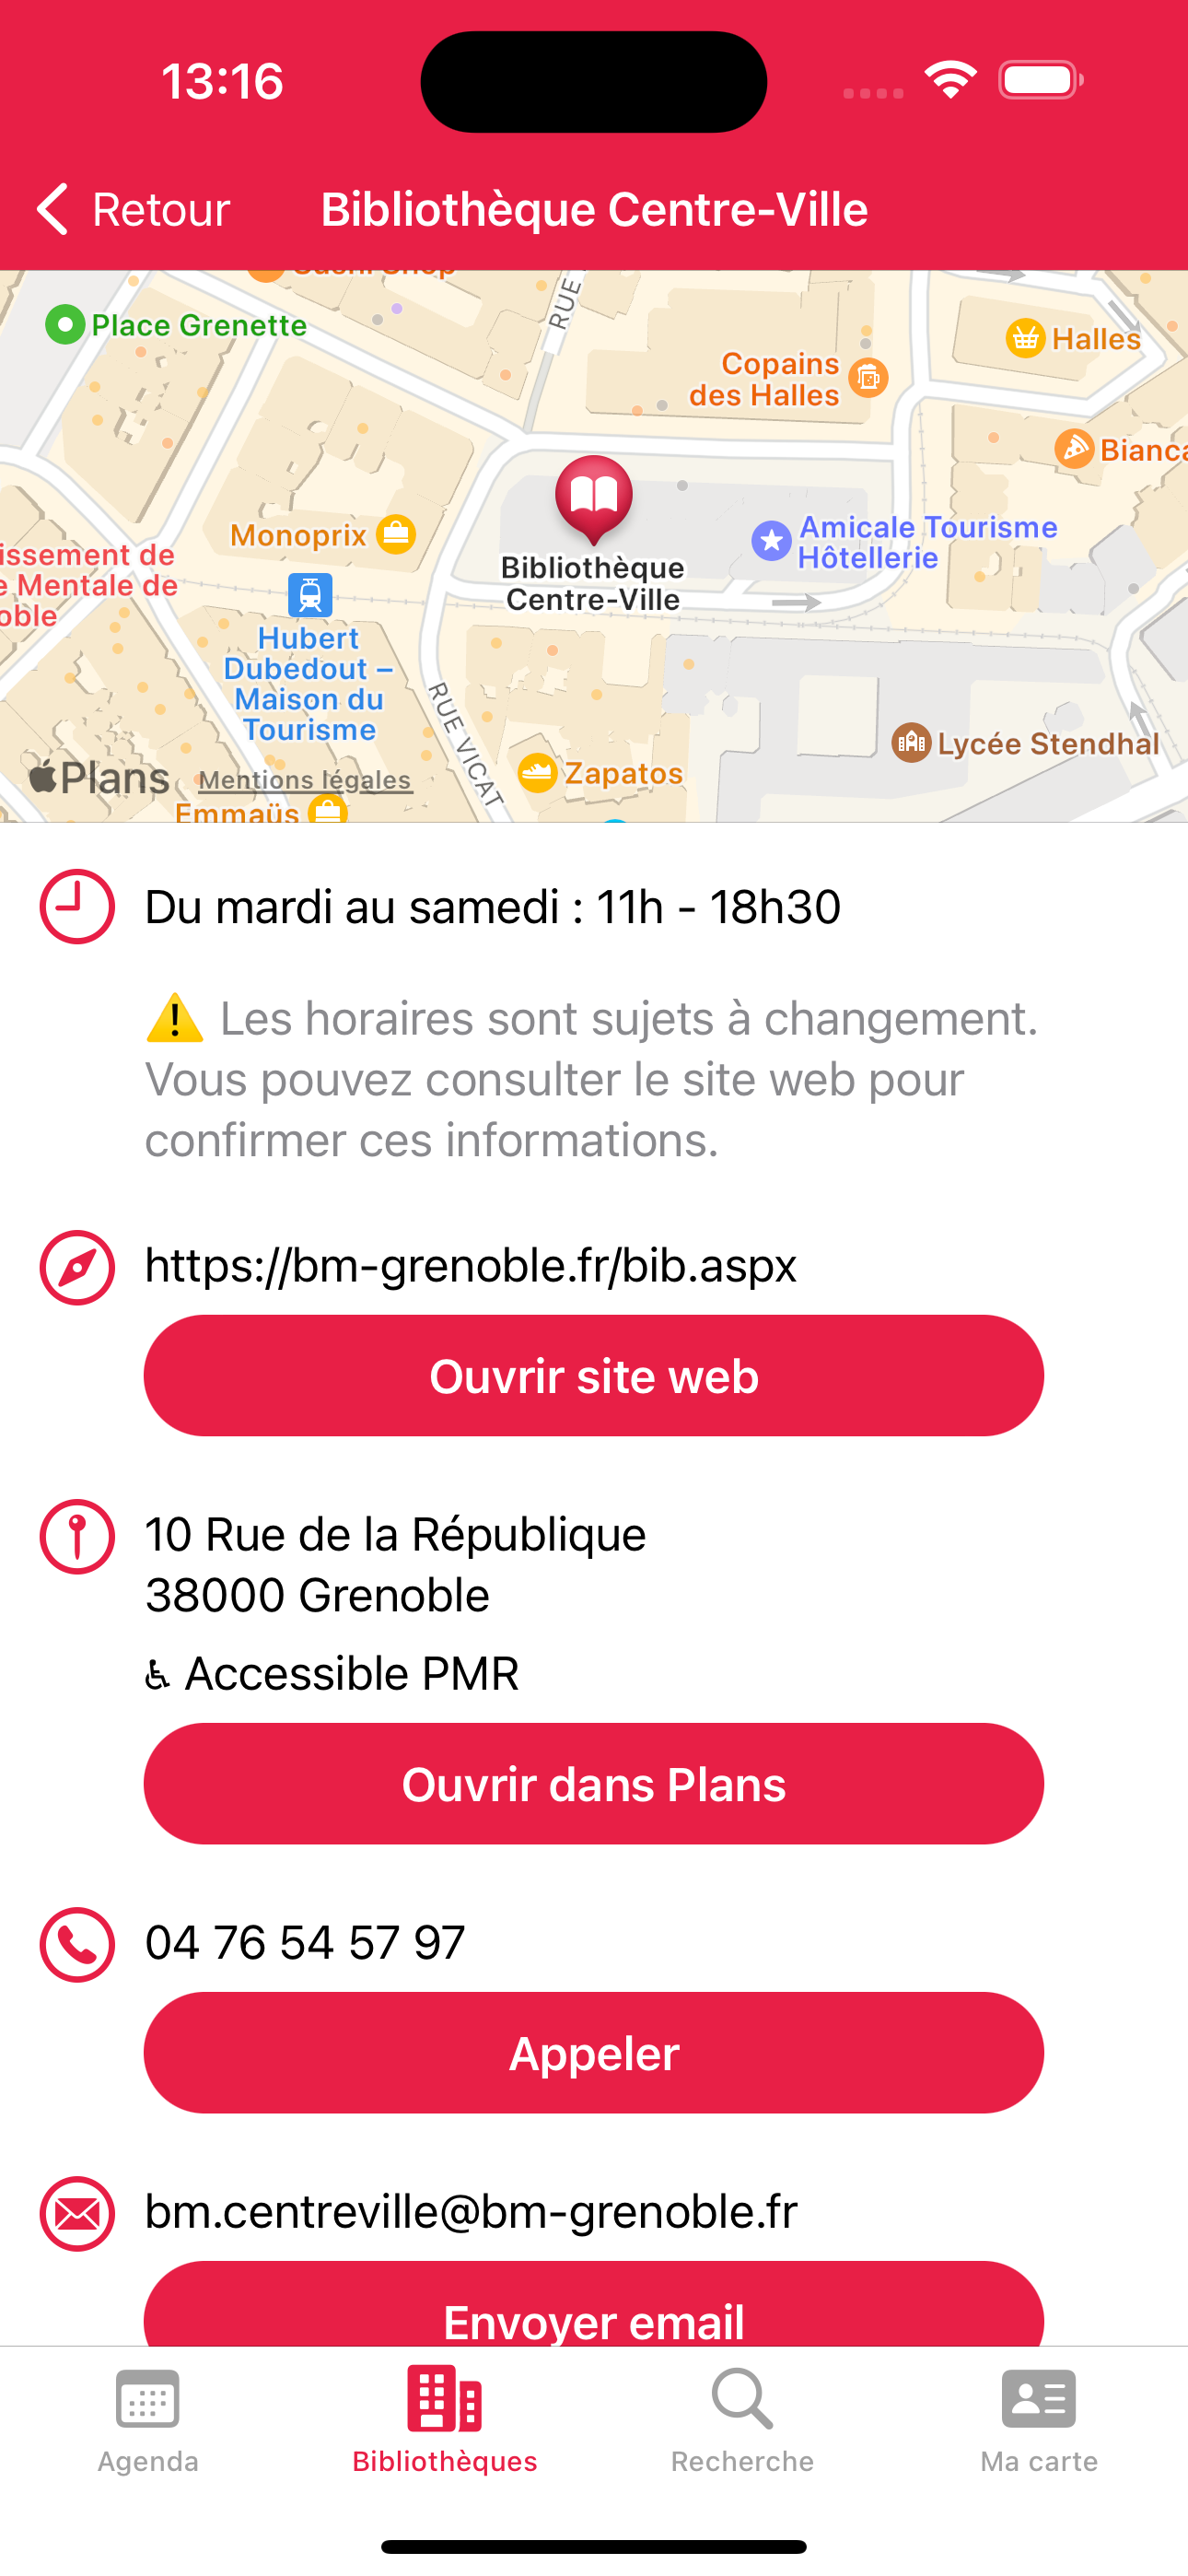 13:16
Retour
Bibliothèque Centre-Ville
Place Grenette
RUE
Copains
des Halles
Halles
Bianca
Monoprix
Amicale Tourisme
Hôtellerie
issement de
e Mentale de
oble
Bibliothèque
Centre-Ville
Hubert
Dubedout –
Maison du
Tourisme
RUE VICAT
Lycée Stendhal
Plans
Mentions légales
Zapatos
Emmaüs
Du mardi au samedi : 11h - 18h30
⚠️ Les horaires sont sujets à changement.
Vous pouvez consulter le site web pour
confirmer ces informations.
https://bm-grenoble.fr/bib.aspx
Ouvrir site web
10 Rue de la République
38000 Grenoble
♿ Accessible PMR
Ouvrir dans Plans
04 76 54 57 97
Appeler
bm.centreville@bm-grenoble.fr
Envoyer email
Agenda
Bibliothèques
Recherche
Ma carte